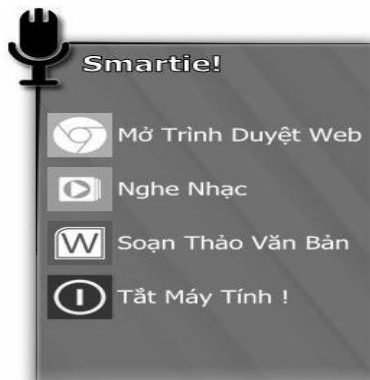 Smartie!
Mở Trình Duyệt Web
Nghe Nhạc
W Soạn Thảo Văn Bản
Tắt Máy Tính !